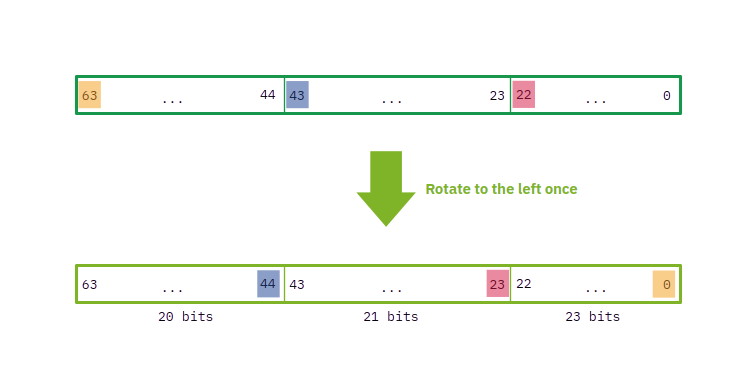 63 ... 44 43 ... 23 22 ... 0
Rotate to the left once
63 ... 44 43 ... 23 22 ... 0
20 bits 21 bits 23 bits